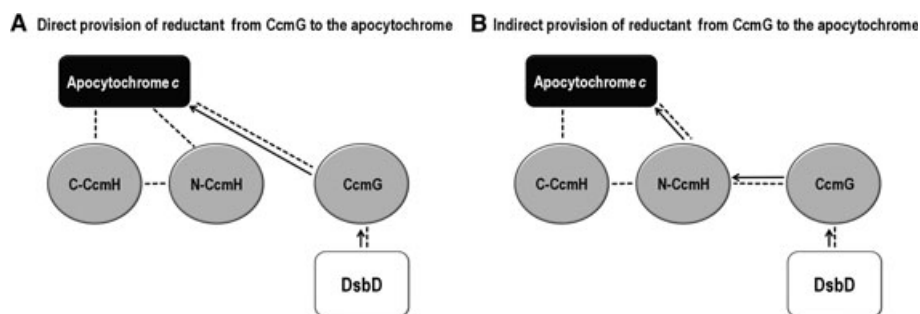 A Direct provision of reductant from CcmG to the apocytochrome
Apocytochrome c
C-CcmH
N-CcmH
CcmG
DsbD
B Indirect provision of reductant from CcmG to the apocytochrome
Apocytochrome c
C-CcmH
N-CcmH
CcmG
DsbD